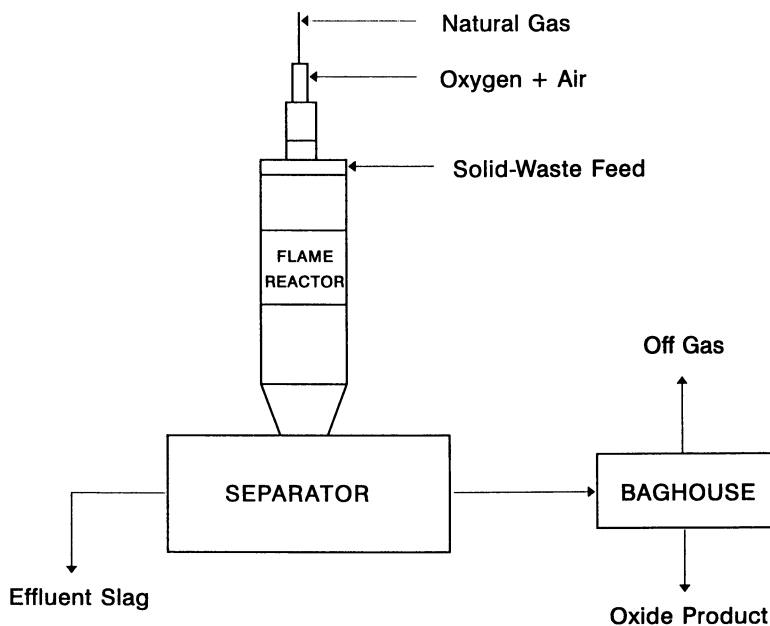 Natural Gas
Oxygen + Air
Solid-Waste Feed
FLAME
REACTOR
Off Gas
SEPARATOR
BAGHOUSE
Effluent Slag
Oxide Product